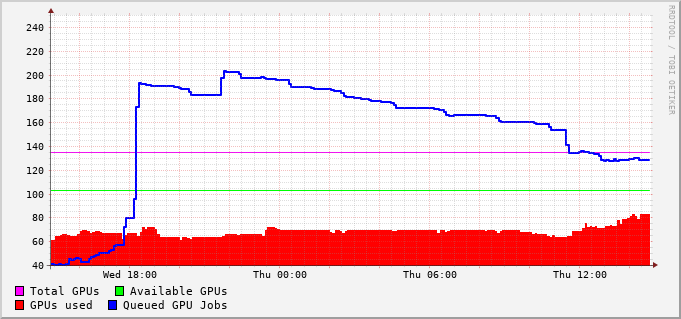 240
220
200
180
160
140
120
100
80
60
40
Wed 18:00 Thu 00:00 Thu 06:00 Thu 12:00
Total GPUs Available GPUs
GPUs used Queued GPU Jobs
RRDTOOL / TOBI OETIKER